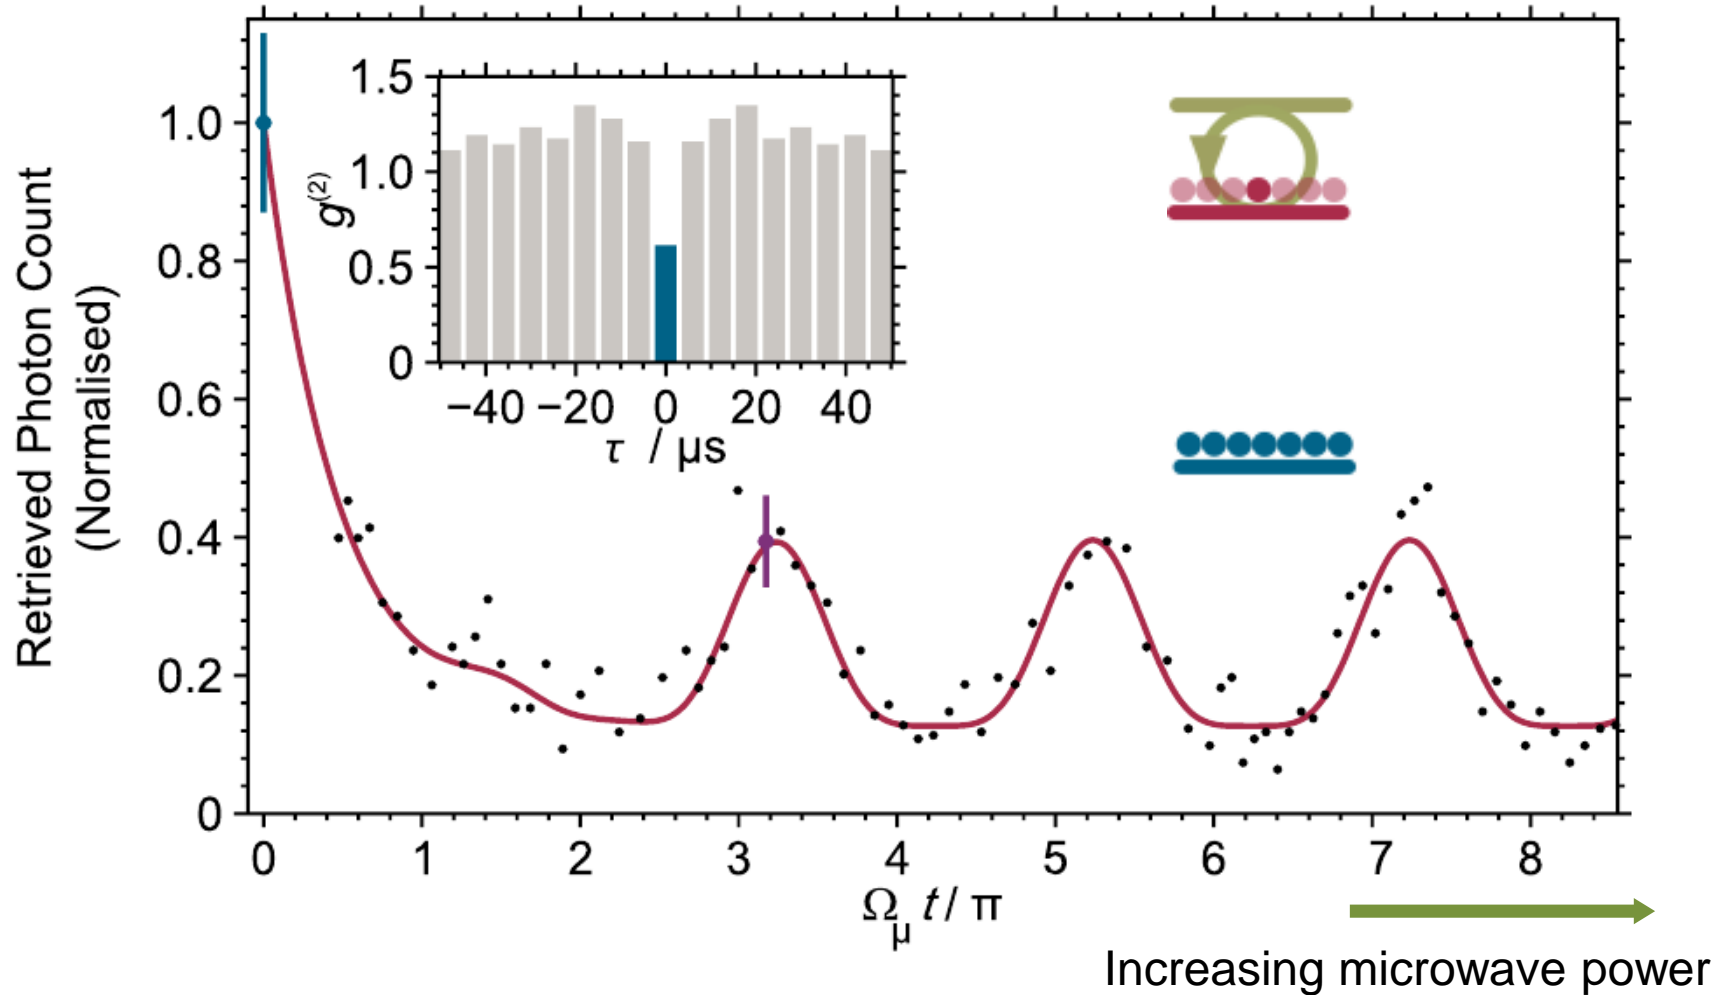 Retrieved Photon Count
(Normalised)
1.0
0.8
0.6
0.4
0.2
0
1.5
1.0
0.5
0
g(2)
−40 −20 0 20 40
τ / μs
0 1 2 3 4 5 6 7 8
Ωμ t / π
Increasing microwave power